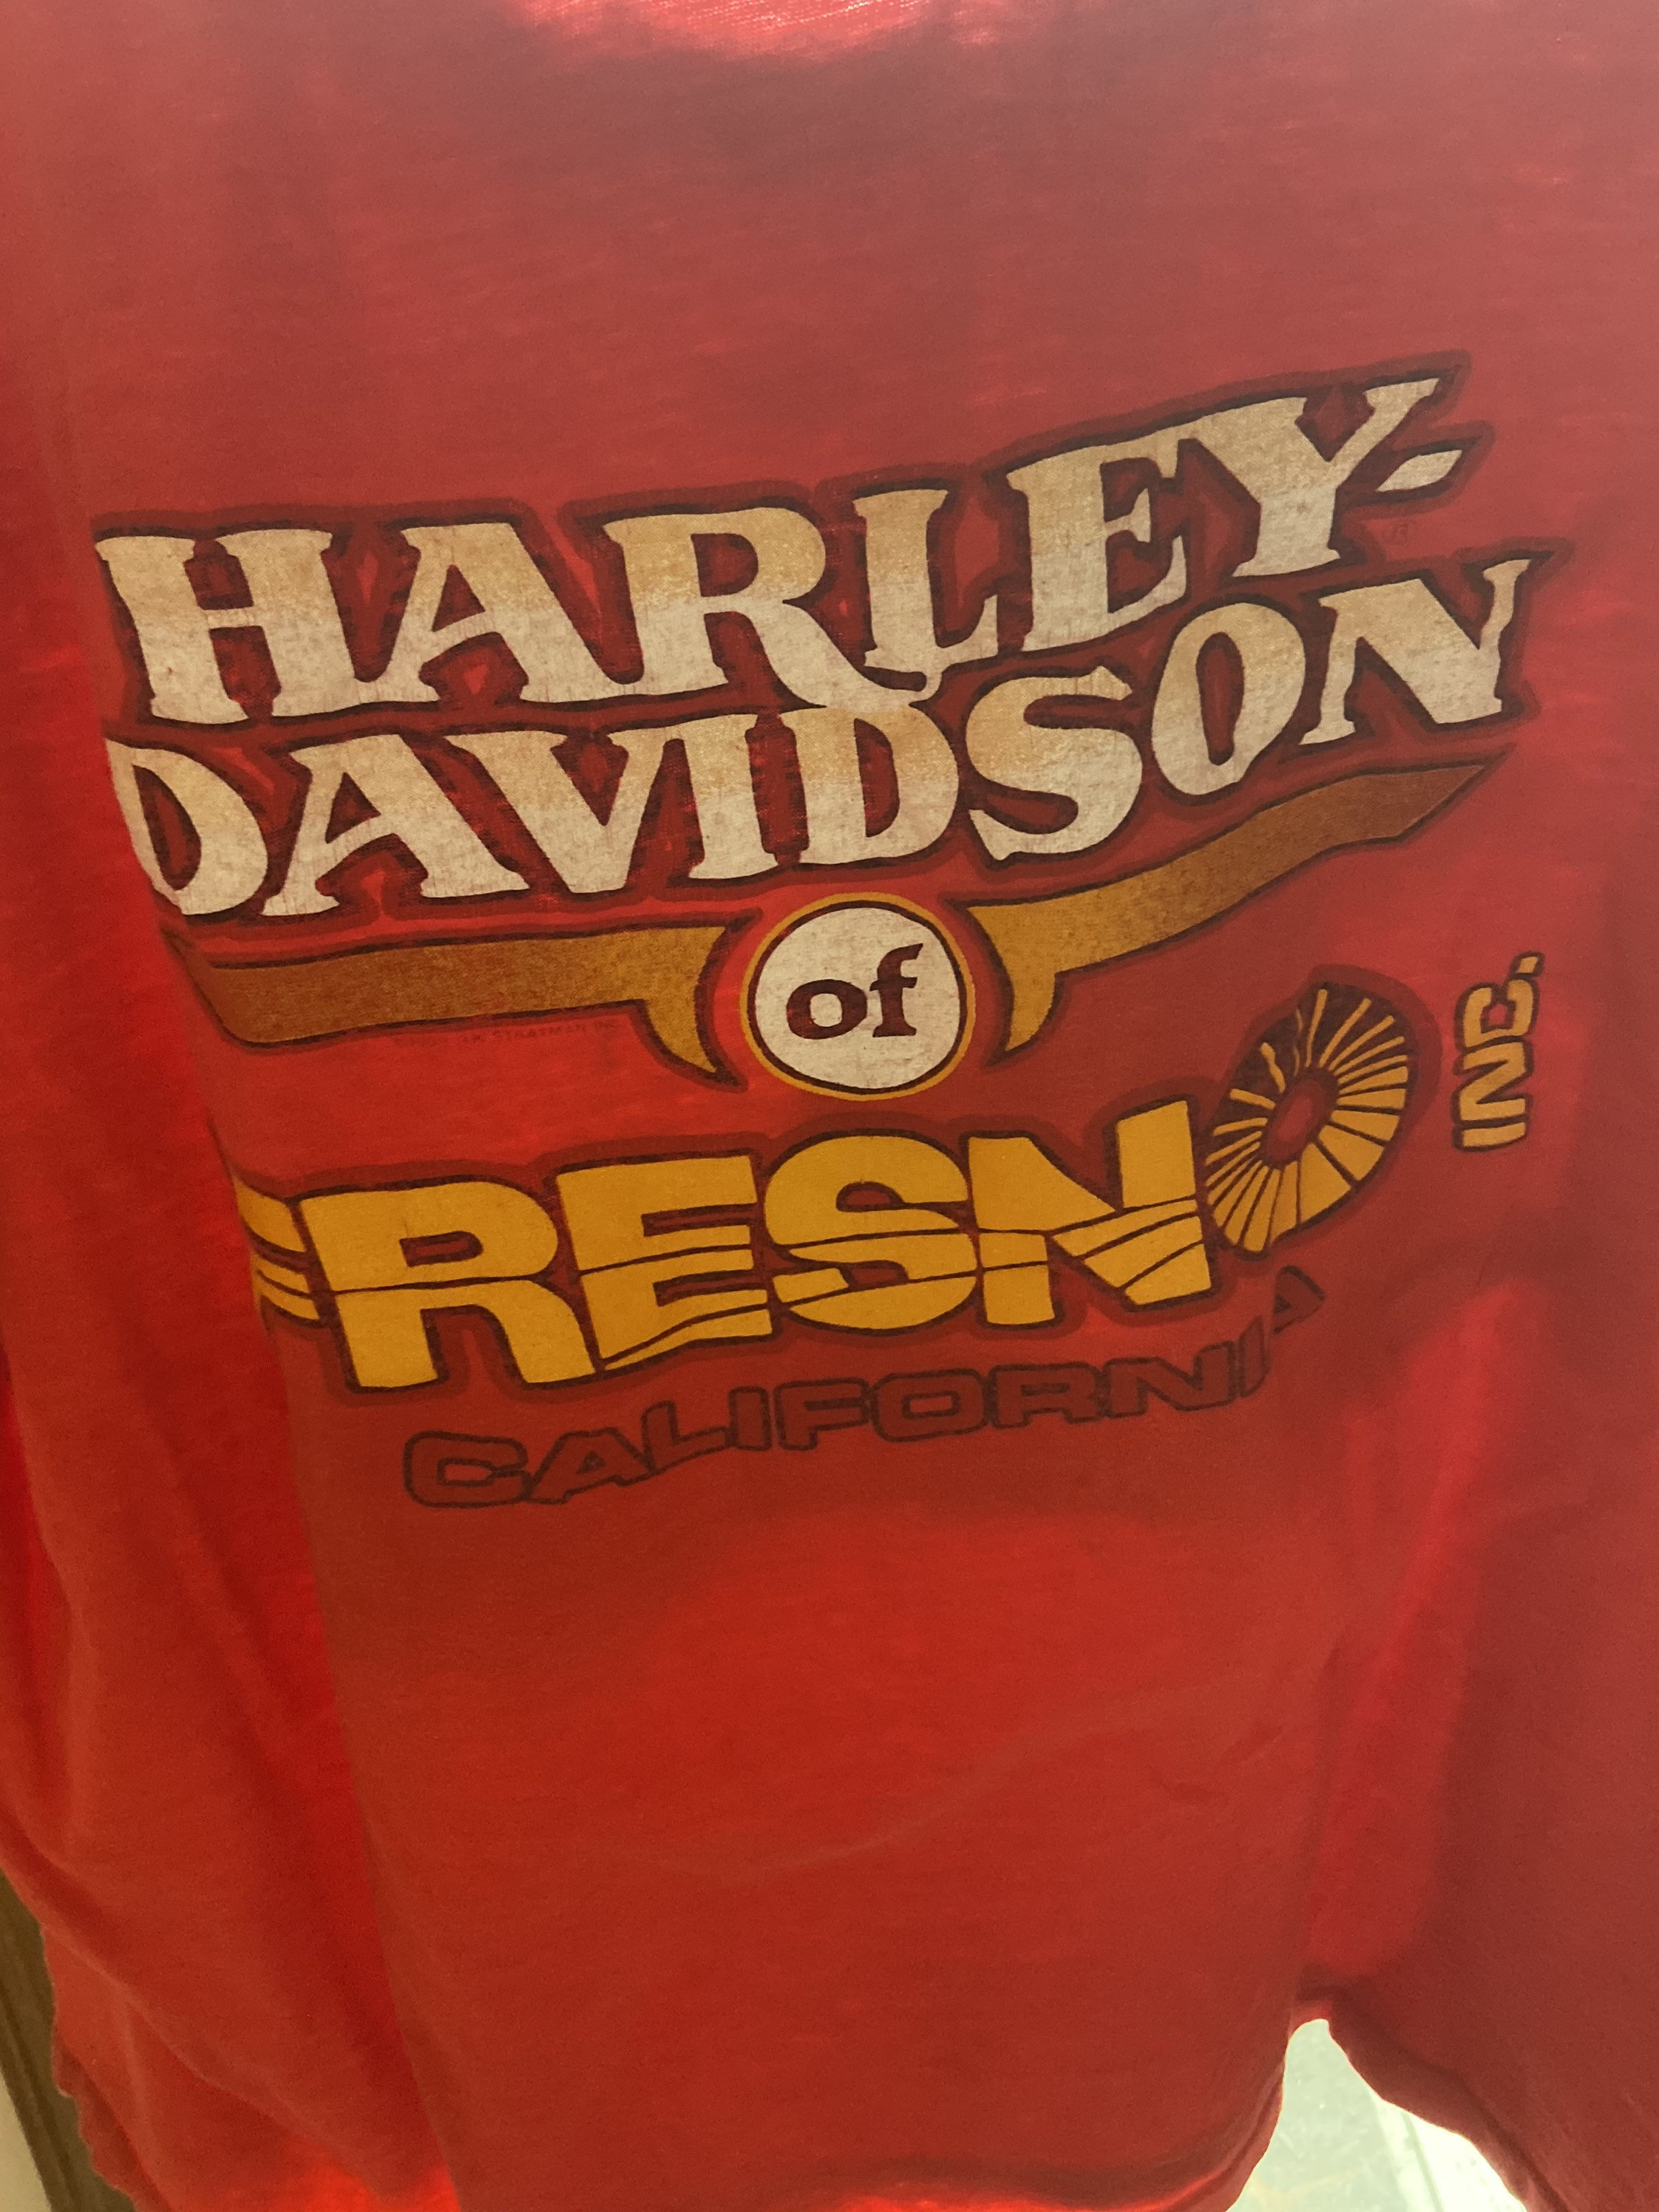 HARLEY-
DAVIDSON
of
FRESNO
INC.
CALIFORNIA